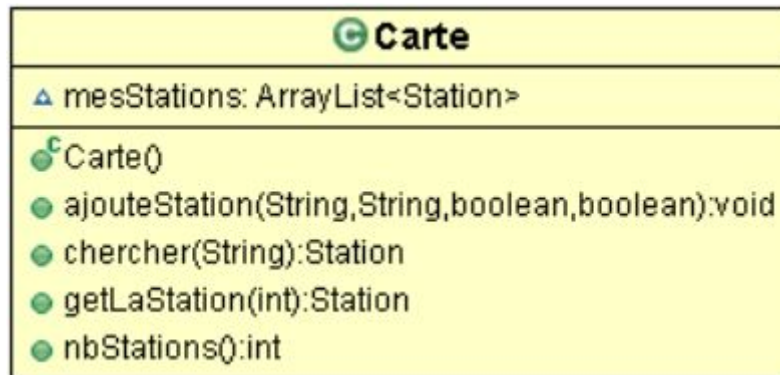 C Carte
mesStations: ArrayList<Station>
C Carte()
ajouteStation(String,String,boolean,boolean):void
chercher(String):Station
getLaStation(int):Station
nbStations():int